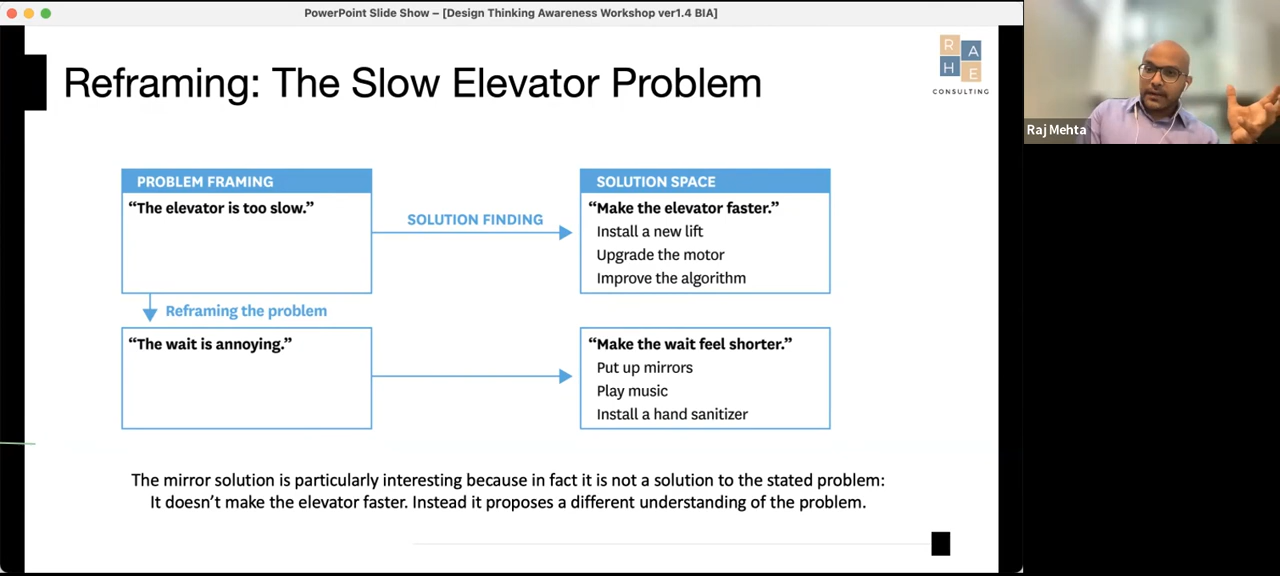 PowerPoint Slide Show – [Design Thinking Awareness Workshop ver1.4 BIA]
Reframing: The Slow Elevator Problem
R
A
H
E
CONSULTING
Raj Mehta
PROBLEM FRAMING
“The elevator is too slow.”
SOLUTION FINDING
SOLUTION SPACE
“Make the elevator faster.”
Install a new lift
Upgrade the motor
Improve the algorithm
Reframing the problem
“The wait is annoying.”
“Make the wait feel shorter.”
Put up mirrors
Play music
Install a hand sanitizer
The mirror solution is particularly interesting because in fact it is not a solution to the stated problem:
It doesn’t make the elevator faster. Instead it proposes a different understanding of the problem.